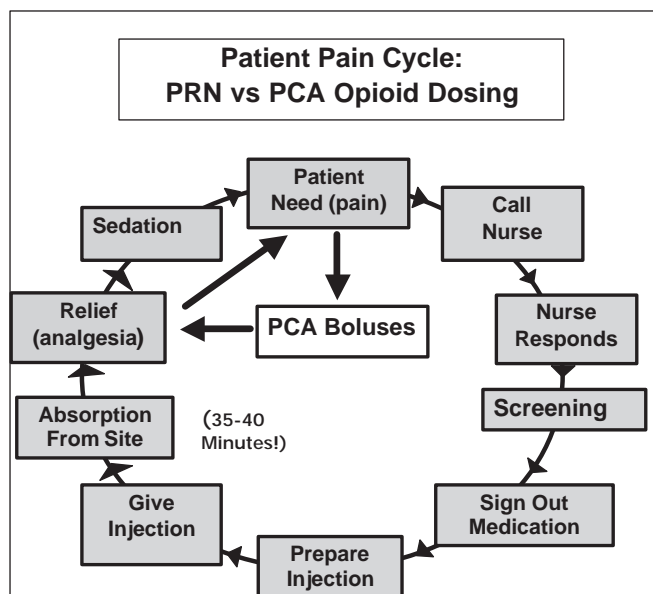 Patient Pain Cycle:
PRN vs PCA Opioid Dosing
Patient
Need (pain)
Call
Nurse
Nurse
Responds
Screening
Sign Out
Medication
Prepare
Injection
Give
Injection
Absorption
From Site
(35-40
Minutes!)
Relief
(analgesia)
Sedation
PCA Boluses